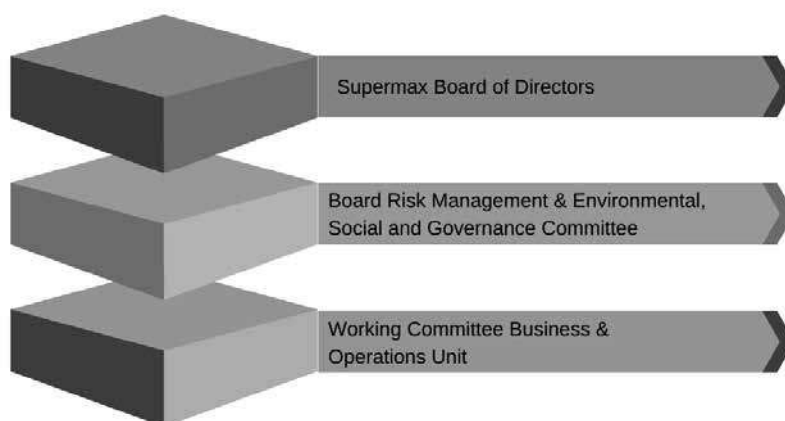 Supermax Board of Directors
Board Risk Management & Environmental,
Social and Governance Committee
Working Committee Business &
Operations Unit